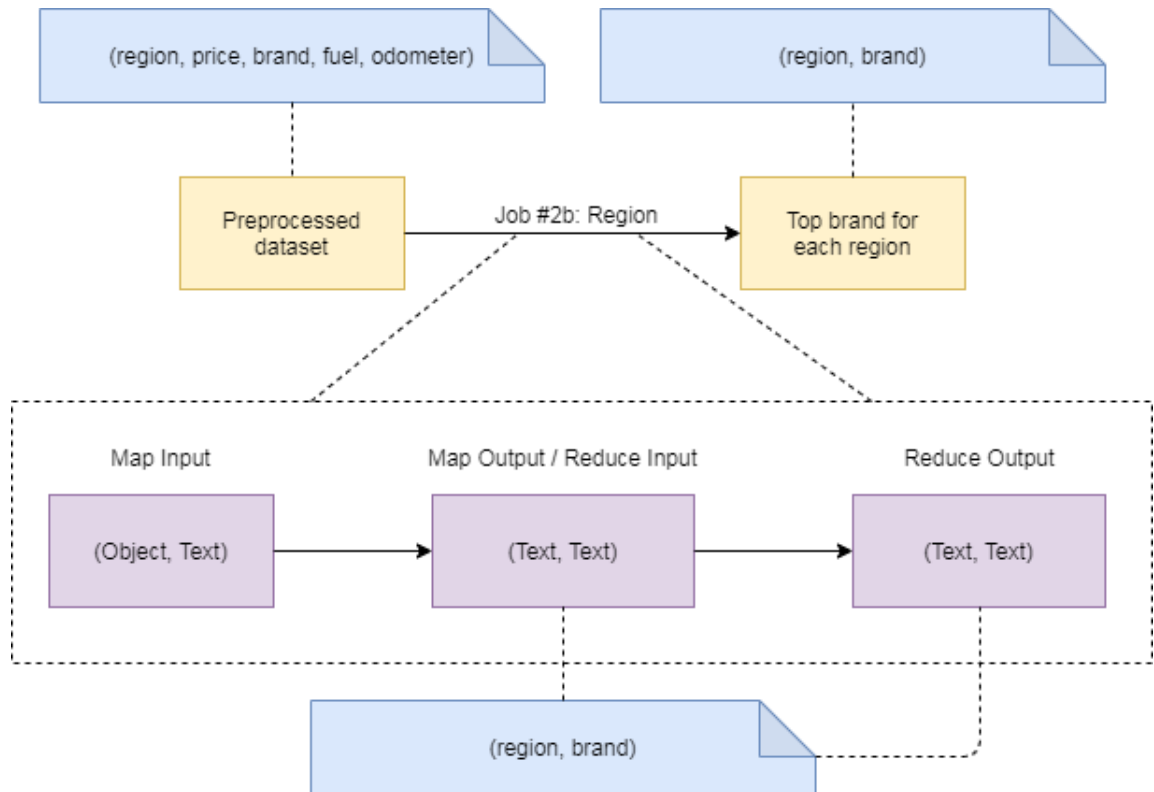 (region, price, brand, fuel, odometer)
(region, brand)
Preprocessed
dataset
Job #2b: Region
Top brand for
each region
Map Input
Map Output / Reduce Input
Reduce Output
(Object, Text)
(Text, Text)
(Text, Text)
(region, brand)